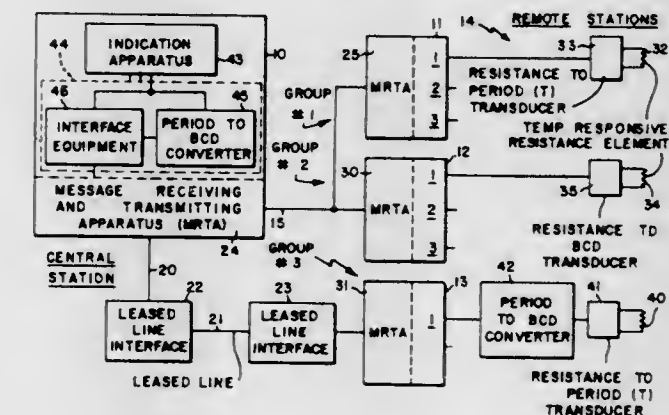 44
INDICATION
APPARATUS
43
10
46
45
INTERFACE
EQUIPMENT
PERIOD TO
BCD
CONVERTER
MESSAGE RECEIVING
AND TRANSMITTING
APPARATUS (MRTA)
24
CENTRAL
STATION
20
22
LEASED
LINE
INTERFACE
21
LEASED LINE
23
LEASED
LINE
INTERFACE
15
GROUP
#1
GROUP
#2
GROUP
#3
25
MRTA
11
1
2
3
14
REMOTE STATIONS
33
32
RESISTANCE TO
PERIOD (T)
TRANSDUCER
TEMP RESPONSIVE
RESISTANCE ELEMENT
30
MRTA
12
1
2
3
35
34
RESISTANCE TO
BCD
TRANSDUCER
31
MRTA
13
1
42
PERIOD
TO BCD
CONVERTER
41
40
RESISTANCE TO
PERIOD (T)
TRANSDUCER